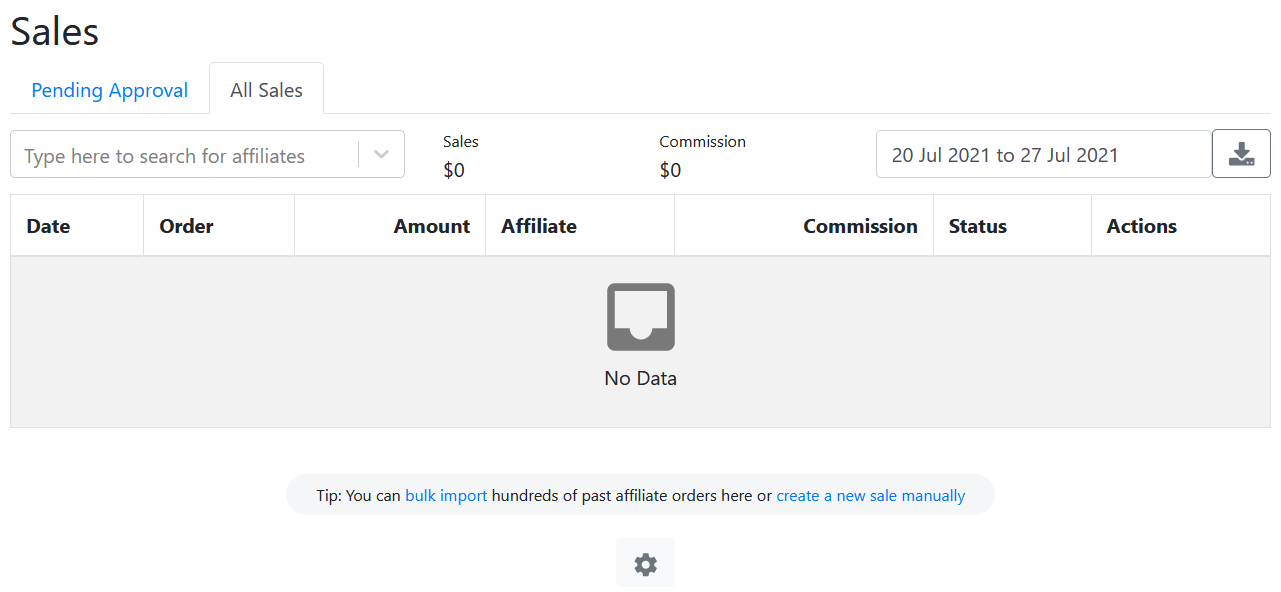 Sales
Pending Approval All Sales
Type here to search for affiliates Sales Commission 20 Jul 2021 to 27 Jul 2021
$0 $0
Date Order Amount Affiliate Commission Status Actions
No Data
Tip: You can bulk import hundreds of past affiliate orders here or create a new sale manually